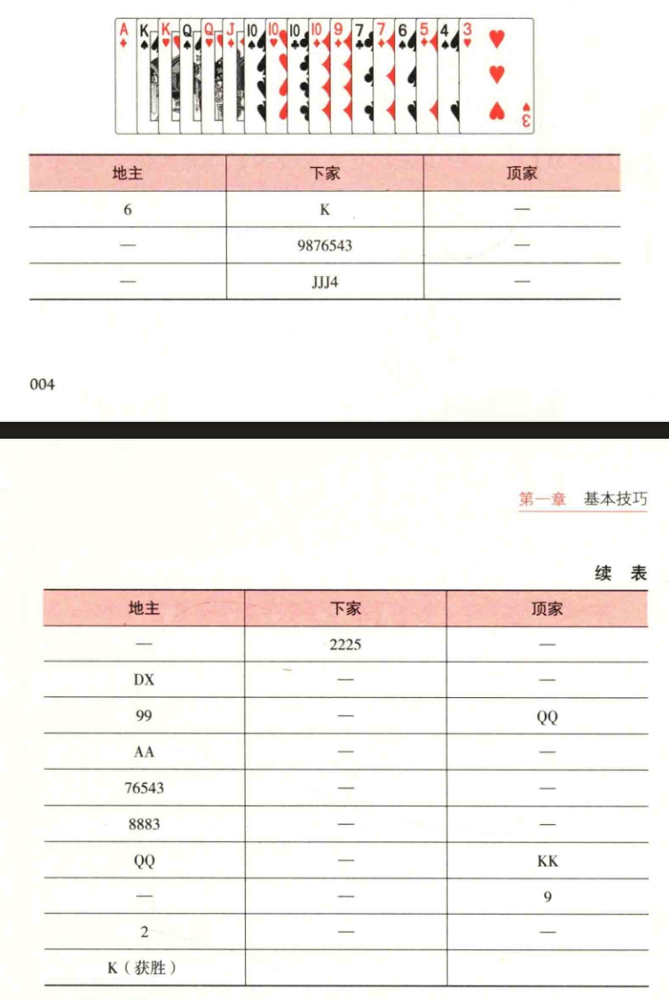 A K K Q Q J 10 10 10 10 9 7 7 6 5 4 3
3
地主 下家 顶家
6 K —
— 9876543 —
— JJJ4 —
004
第一章 基本技巧
续 表
地主 下家 顶家
— 2225 —
DX — —
99 — QQ
AA — —
76543 — —
8883 — —
QQ — KK
— — 9
2 — —
K（获胜）